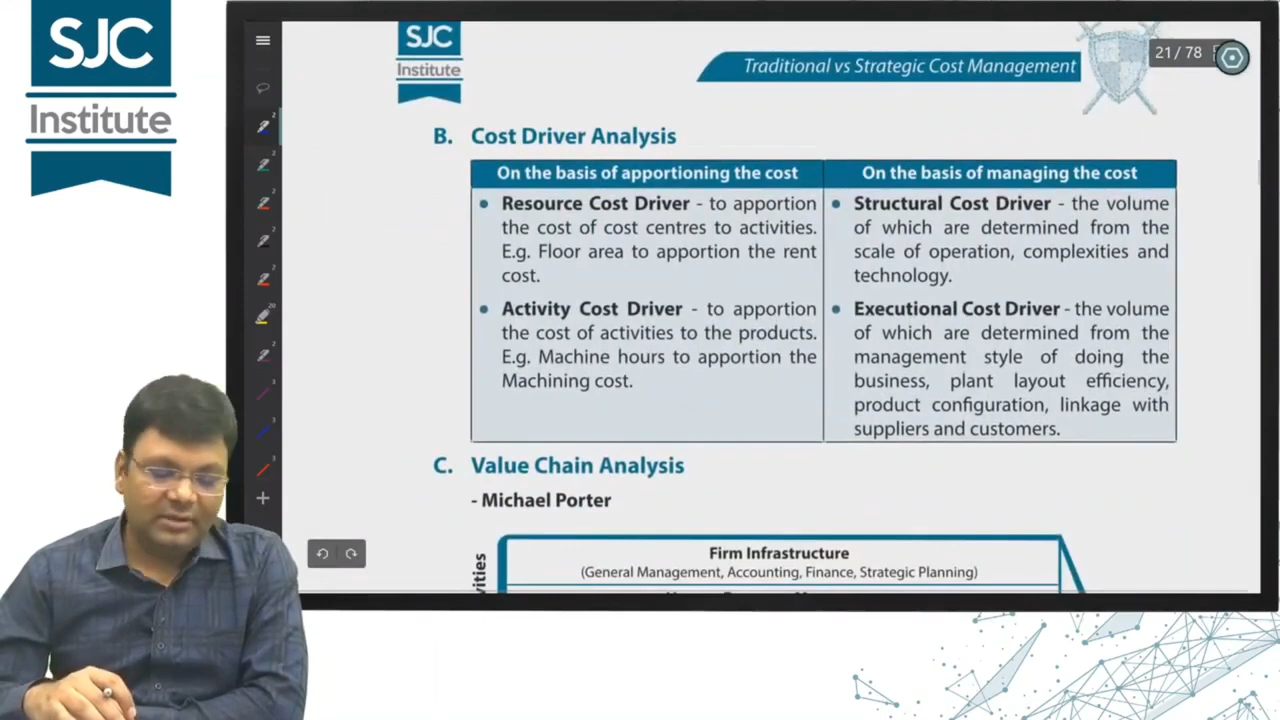 SJC
Institute
SJC
Institute
Traditional vs Strategic Cost Management
21 / 78
B. Cost Driver Analysis
On the basis of apportioning the cost
• Resource Cost Driver - to apportion
the cost of cost centres to activities.
E.g. Floor area to apportion the rent
cost.
• Activity Cost Driver - to apportion
the cost of activities to the products.
E.g. Machine hours to apportion the
Machining cost.
On the basis of managing the cost
• Structural Cost Driver - the volume
of which are determined from the
scale of operation, complexities and
technology.
• Executional Cost Driver - the volume
of which are determined from the
management style of doing the
business, plant layout efficiency,
product configuration, linkage with
suppliers and customers.
C. Value Chain Analysis
- Michael Porter
Firm Infrastructure
(General Management, Accounting, Finance, Strategic Planning)